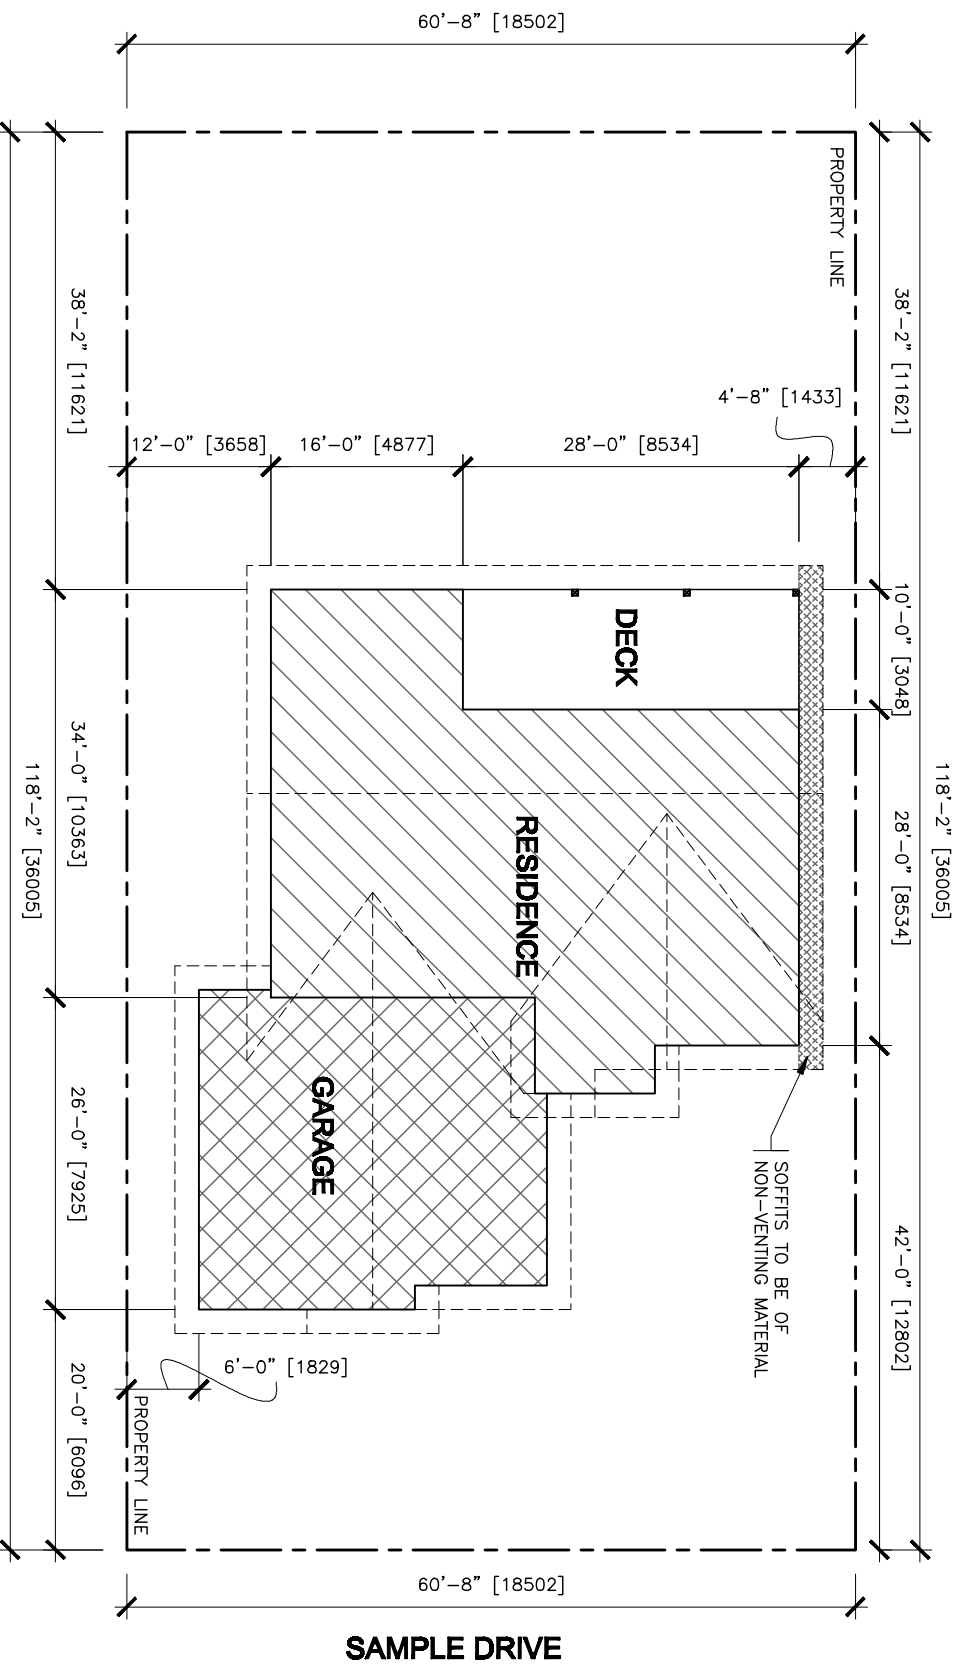 60'-8" [18502]
PROPERTY LINE
38'-2" [11621]
38'-2" [11621]
4'-8" [1433]
12'-0" [3658]
16'-0" [4877]
28'-0" [8534]
10'-0" [3048]
DECK
34'-0" [10363]
118'-2" [36005]
118'-2" [36005]
28'-0" [8534]
RESIDENCE
GARAGE
26'-0" [7925]
SOFFITS TO BE OF
NON-VENTING MATERIAL
42'-0" [12802]
6'-0" [1829]
20'-0" [6096]
PROPERTY LINE
60'-8" [18502]
SAMPLE DRIVE